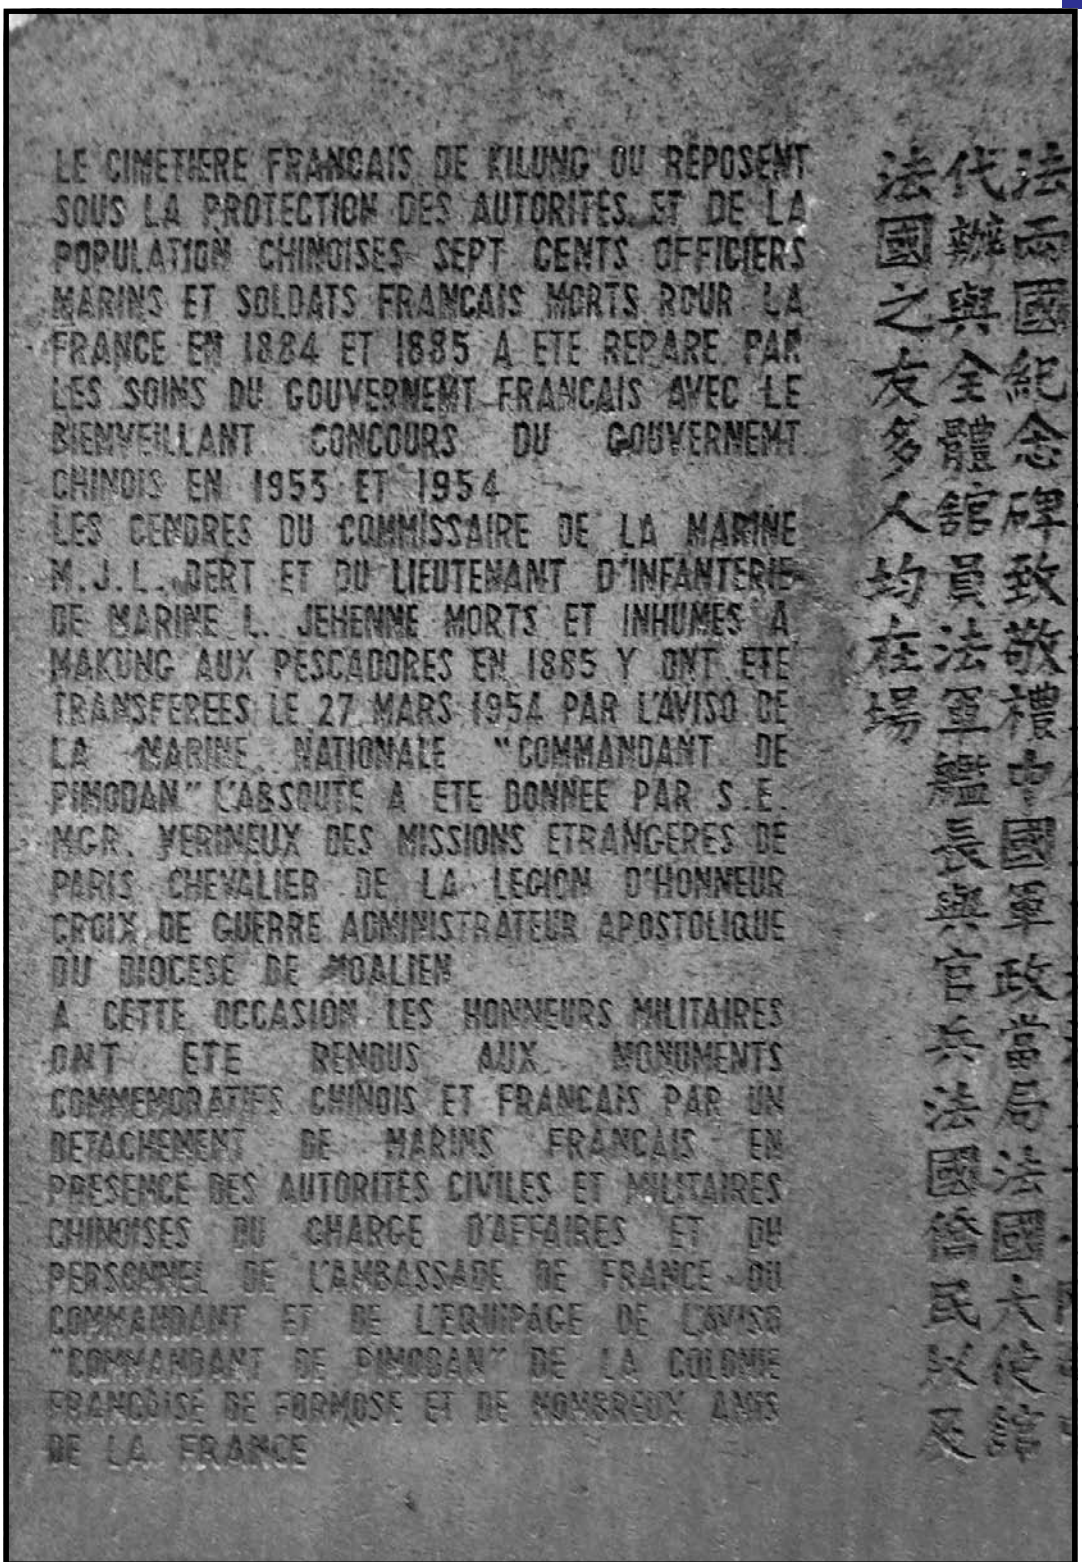 LE CIMETIERE FRANCAIS DE KILUNG OU REPOSENT
SOUS LA PROTECTION DES AUTORITES ET DE LA
POPULATION CHINOISES SEPT CENTS OFFICIERS
MARINS ET SOLDATS FRANCAIS MORTS POUR LA
FRANCE EN 1884 ET 1885 A ETE REPARE PAR
LES SOINS DU GOUVERNEMT FRANCAIS AVEC LE
BIENVEILLANT CONCOURS DU GOUVERNEMT
CHINOIS EN 1953 ET 1954
LES CENDRES DU COMMISSAIRE DE LA MARINE
M.J.L. DERT ET DU LIEUTENANT D'INFANTERIE
DE MARINE L. JEHENNE MORTS ET INHUMES A
MAKUNG AUX PESCADORES EN 1885 Y ONT ETE
TRANSFEREES LE 27 MARS 1954 PAR L'AVISO DE
LA MARINE NATIONALE "COMMANDANT DE
PIMODAN" L'ABSOUTE A ETE DONNEE PAR S.E.
MGR. VERINEUX DES MISSIONS ETRANGERES DE
PARIS CHEVALIER DE LA LEGION D'HONNEUR
CROIX DE GUERRE ADMINISTRATEUR APOSTOLIQUE
DU DIOCESE DE HOALIEN
A CETTE OCCASION LES HONNEURS MILITAIRES
ONT ETE RENDUS AUX MONUMENTS
COMMEMORATIFS CHINOIS ET FRANCAIS PAR UN
DETACHEMENT DE MARINS FRANCAIS EN
PRESENCE DES AUTORITES CIVILES ET MILITAIRES
CHINOISES DU CHARGE D'AFFAIRES ET DU
PERSONNEL DE L'AMBASSADE DE FRANCE DU
COMMANDANT ET DE L'EQUIPAGE DE L'AVISO
"COMMANDANT DE PIMODAN" DE LA COLONIE
FRANCAISE DE FORMOSE ET DE NOMBREUX AMIS
DE LA FRANCE
法兩國紀念碑致敬禮中國軍政當局法國大使館
代辦與全體館員法軍艦長與官兵法國僑民以及
法國之友多人均在場